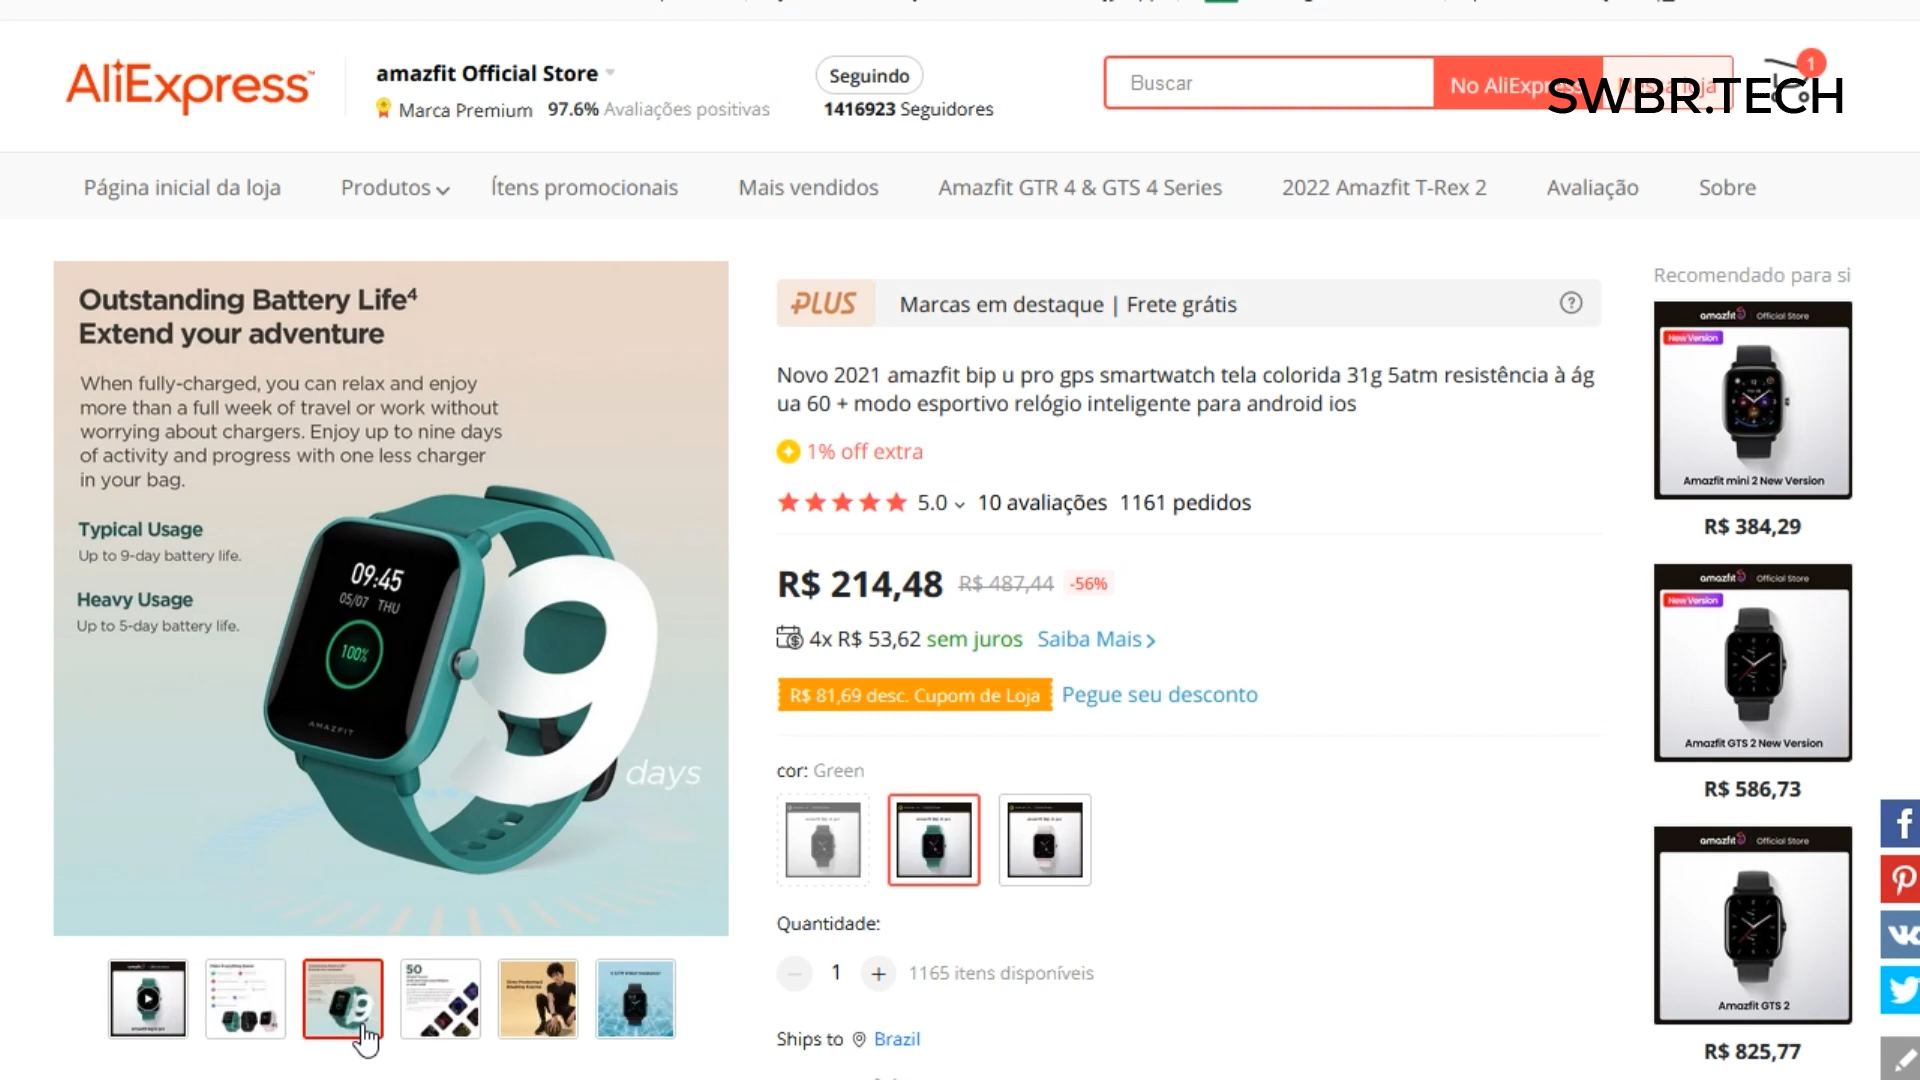 AliExpress™
amazfit Official Store
Marca Premium 97.6% Avaliações positivas
Seguindo
1416923 Seguidores
Buscar
No AliExpress
SWBR.TECH
1
Página inicial da loja
Produtos
Ítens promocionais
Mais vendidos
Amazfit GTR 4 & GTS 4 Series
2022 Amazfit T-Rex 2
Avaliação
Sobre
Outstanding Battery Life⁴
Extend your adventure
When fully-charged, you can relax and enjoy
more than a full week of travel or work without
worrying about chargers. Enjoy up to nine days
of activity and progress with one less charger
in your bag.
Typical Usage
Up to 9-day battery life.
Heavy Usage
Up to 5-day battery life.
09:45
05/07 THU
100%
AMAZFIT
9
days
PLUS Marcas em destaque | Frete grátis
Novo 2021 amazfit bip u pro gps smartwatch tela colorida 31g 5atm resistência à ág
ua 60 + modo esportivo relógio inteligente para android ios
1% off extra
5.0 10 avaliações 1161 pedidos
R$ 214,48 R$ 487,44 -56%
4x R$ 53,62 sem juros Saiba Mais
R$ 81,69 desc. Cupom de Loja Pegue seu desconto
cor: Green
Quantidade:
1 + 1165 itens disponíveis
Ships to Brazil
Recomendado para si
amazfit Official Store
New Version
Amazfit mini 2 New Version
R$ 384,29
amazfit Official Store
New Version
Amazfit GTS 2 New Version
R$ 586,73
amazfit Official Store
Amazfit GTS 2
R$ 825,77